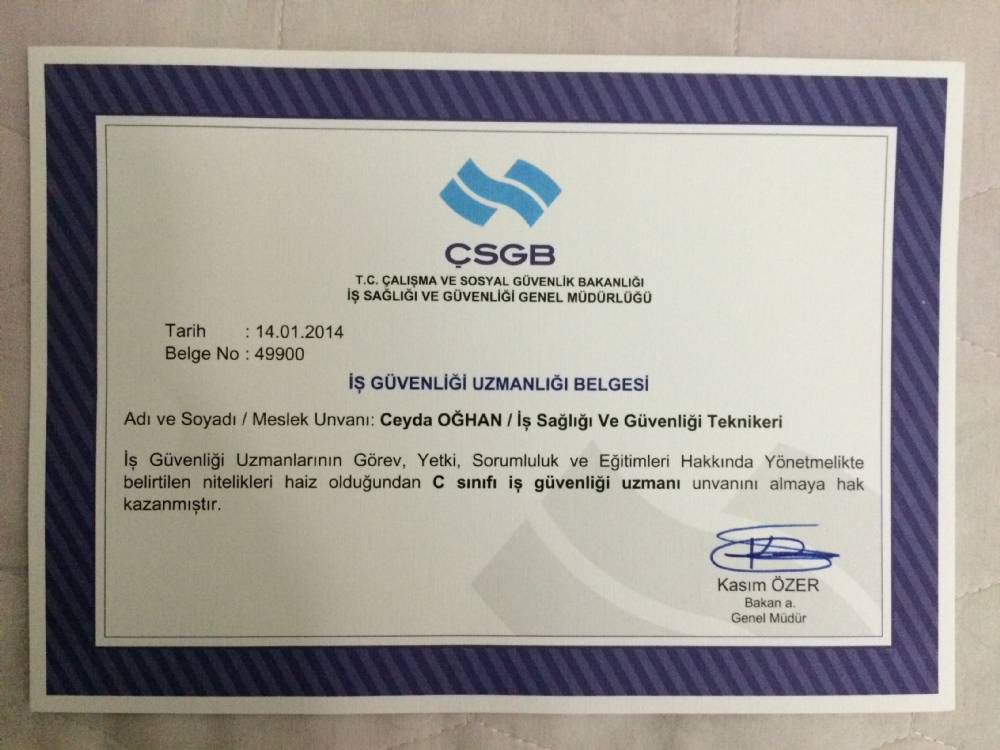 ÇSGB
T.C. ÇALIŞMA VE SOSYAL GÜVENLİK BAKANLIĞI
İŞ SAĞLIĞI VE GÜVENLİĞİ GENEL MÜDÜRLÜĞÜ
Tarih : 14.01.2014
Belge No : 49900
İŞ GÜVENLİĞİ UZMANLIĞI BELGESİ
Adı ve Soyadı / Meslek Unvanı: Ceyda OĞHAN / İş Sağlığı Ve Güvenliği Teknikeri
İş Güvenliği Uzmanlarının Görev, Yetki, Sorumluluk ve Eğitimleri Hakkında Yönetmelikte
belirtilen nitelikleri haiz olduğundan C sınıfı iş güvenliği uzmanı unvanını almaya hak
kazanmıştır.
Kasım ÖZER
Bakan a.
Genel Müdür